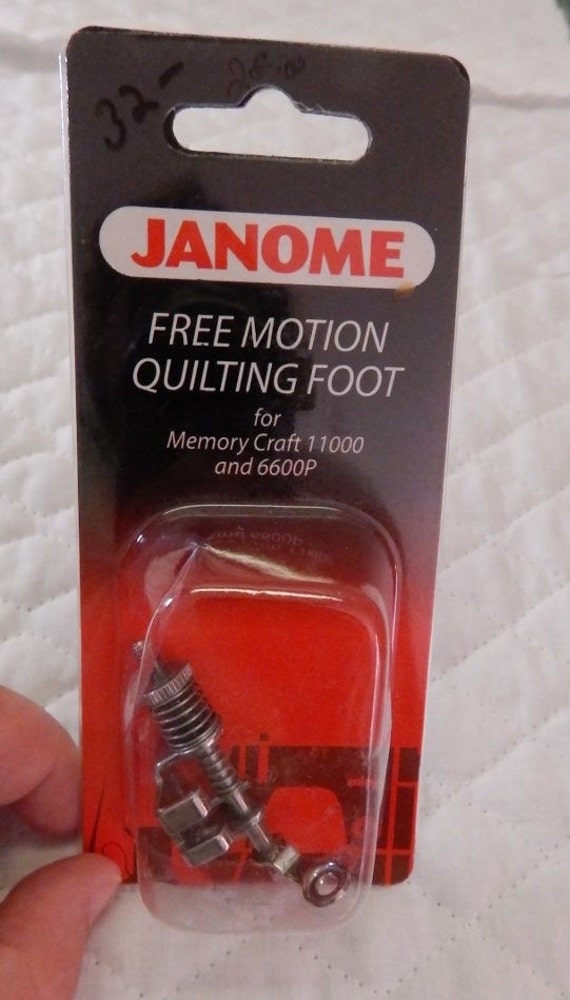 32-
JANOME
FREE MOTION
QUILTING FOOT
for
Memory Craft 11000
and 6600P